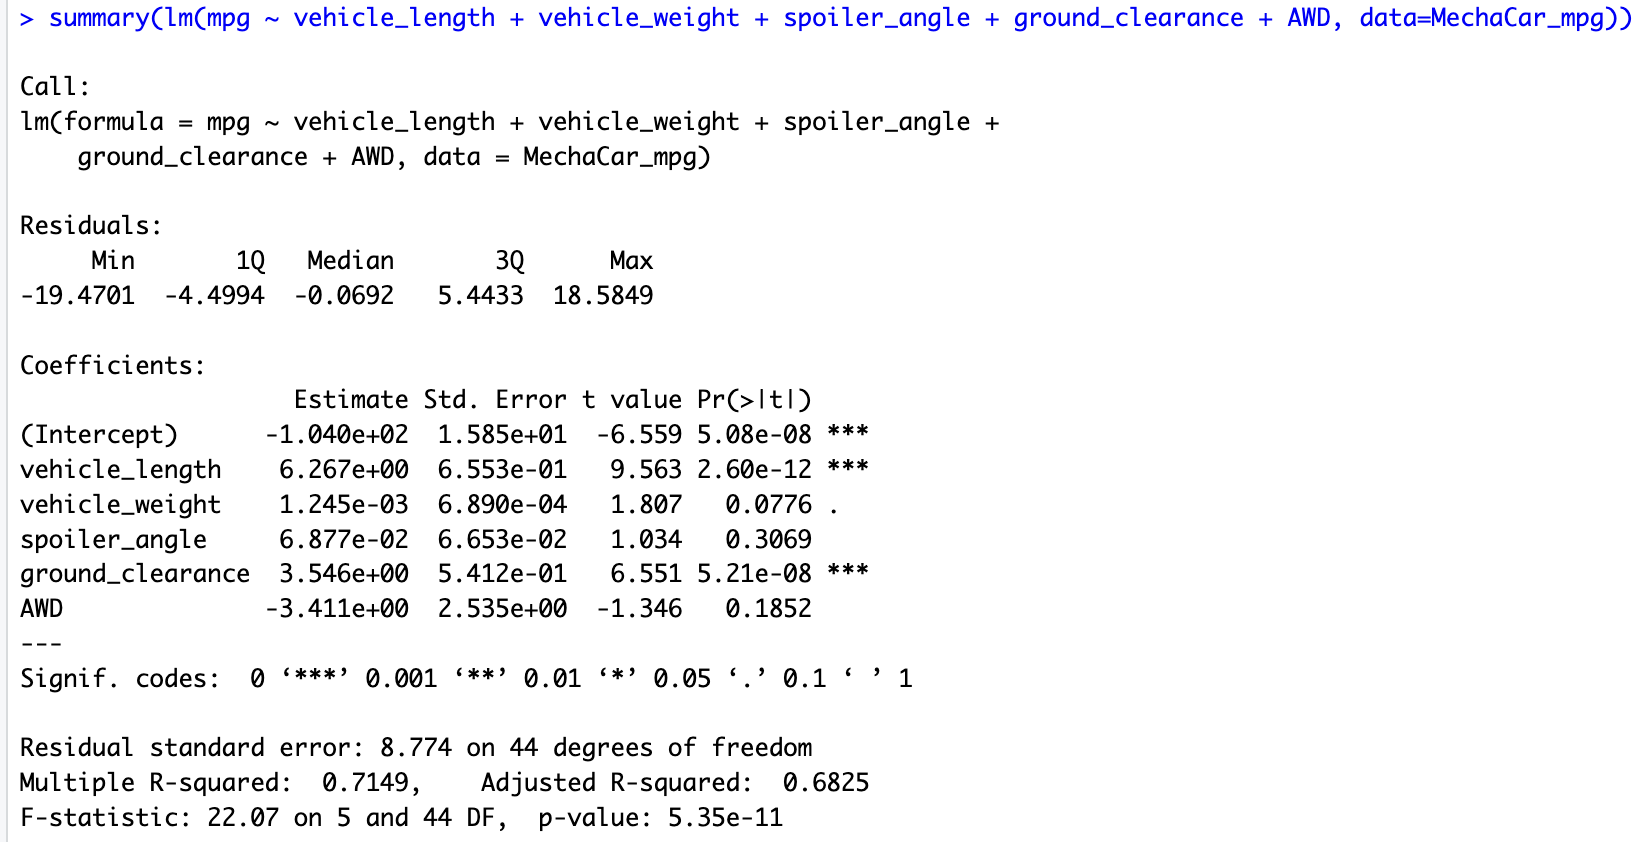 > summary(lm(mpg ~ vehicle_length + vehicle_weight + spoiler_angle + ground_clearance + AWD, data=MechaCar_mpg))

Call:
lm(formula = mpg ~ vehicle_length + vehicle_weight + spoiler_angle +
    ground_clearance + AWD, data = MechaCar_mpg)

Residuals:
     Min       1Q   Median       3Q      Max
-19.4701  -4.4994  -0.0692   5.4433  18.5849

Coefficients:
                   Estimate Std. Error t value Pr(>|t|)
(Intercept)      -1.040e+02  1.585e+01  -6.559 5.08e-08 ***
vehicle_length    6.267e+00  6.553e-01   9.563 2.60e-12 ***
vehicle_weight    1.245e-03  6.890e-04   1.807   0.0776 .
spoiler_angle     6.877e-02  6.653e-02   1.034   0.3069
ground_clearance  3.546e+00  5.412e-01   6.551 5.21e-08 ***
AWD              -3.411e+00  2.535e+00  -1.346   0.1852
---
Signif. codes:  0 ‘***’ 0.001 ‘**’ 0.01 ‘*’ 0.05 ‘.’ 0.1 ‘ ’ 1

Residual standard error: 8.774 on 44 degrees of freedom
Multiple R-squared:  0.7149,    Adjusted R-squared:  0.6825
F-statistic: 22.07 on 5 and 44 DF,  p-value: 5.35e-11